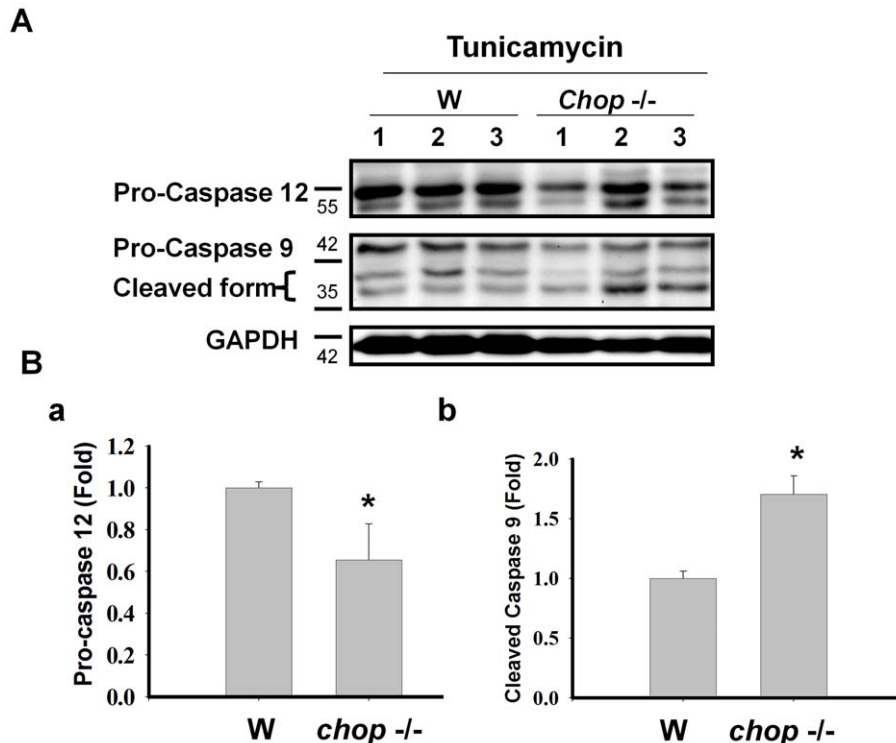 A
Tunicamycin
W Chop -/-
1 2 3 1 2 3
Pro-Caspase 12
55
Pro-Caspase 9 42
Cleaved form 35
GAPDH
42
B
a
b
Pro-caspase 12 (Fold)
1.2
1.0
0.8
0.6
0.4
0.2
0.0
*
W chop -/-
Cleaved Caspase 9 (Fold)
2.0
1.5
1.0
0.5
0.0
*
W chop -/-